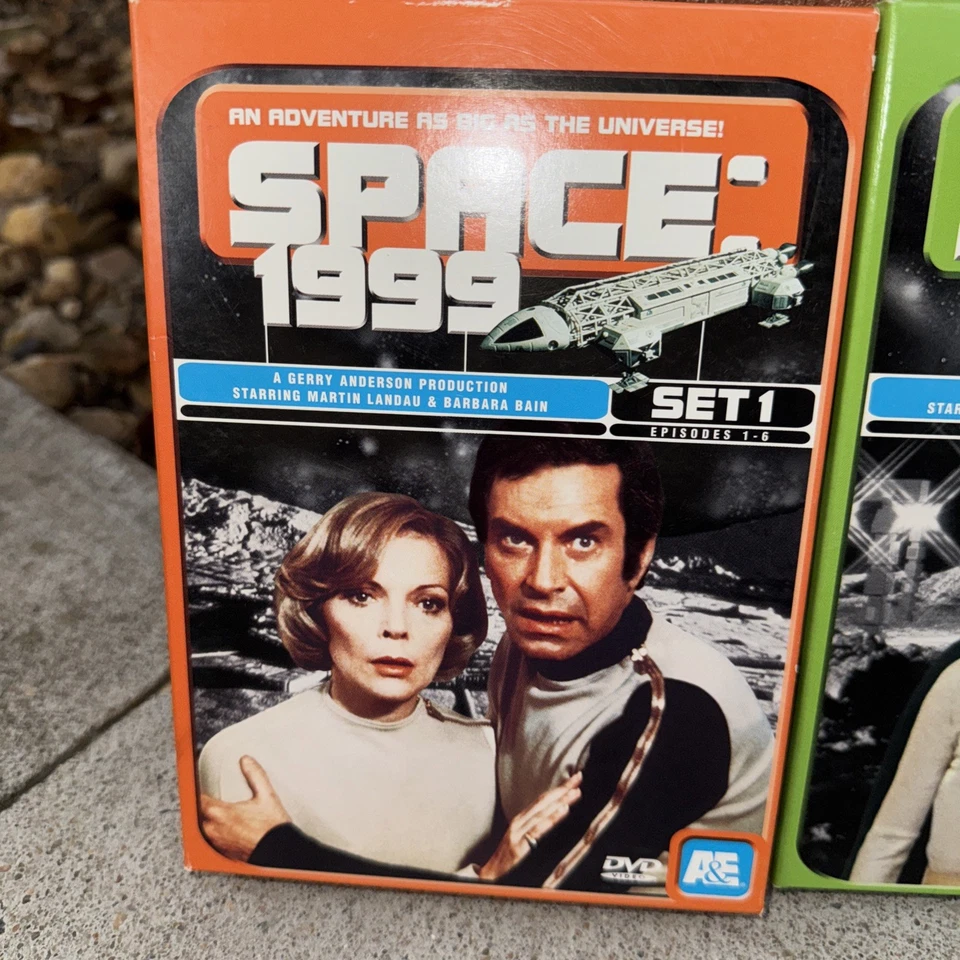 AN ADVENTURE AS BIG AS THE UNIVERSE!
SPACE:
1999
A GERRY ANDERSON PRODUCTION
STARRING MARTIN LANDAU & BARBARA BAIN
SET 1
EPISODES 1-6
DVD
VIDEO
A&E
STAR